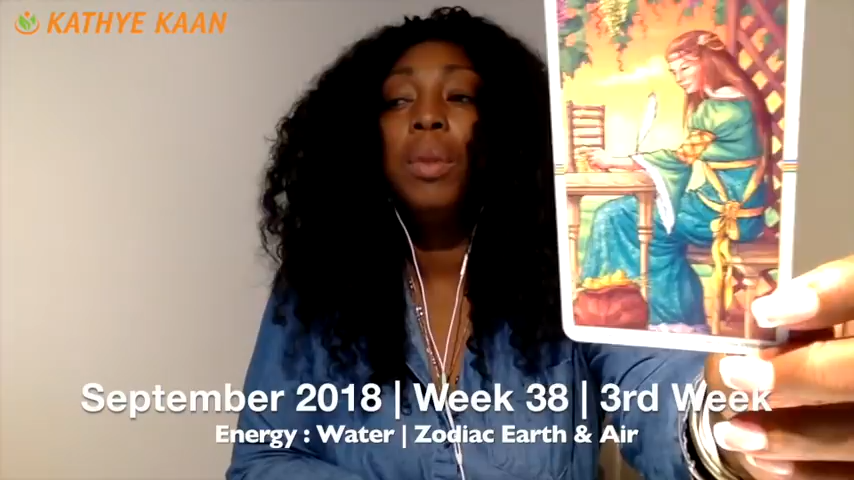 KATHYE KAAN
September 2018 | Week 38 | 3rd Week
Energy : Water | Zodiac Earth & Air